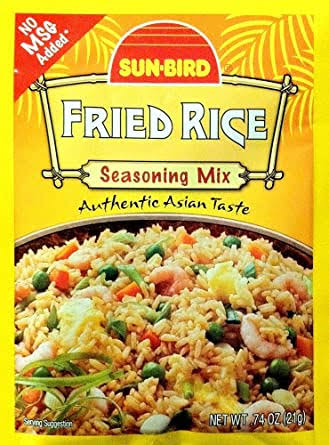 NO
MSG
Added*
SUN·BIRD®
FRIED RICE
Seasoning Mix
Authentic Asian Taste
Serving Suggestion
NET WT. .74 OZ (21g)